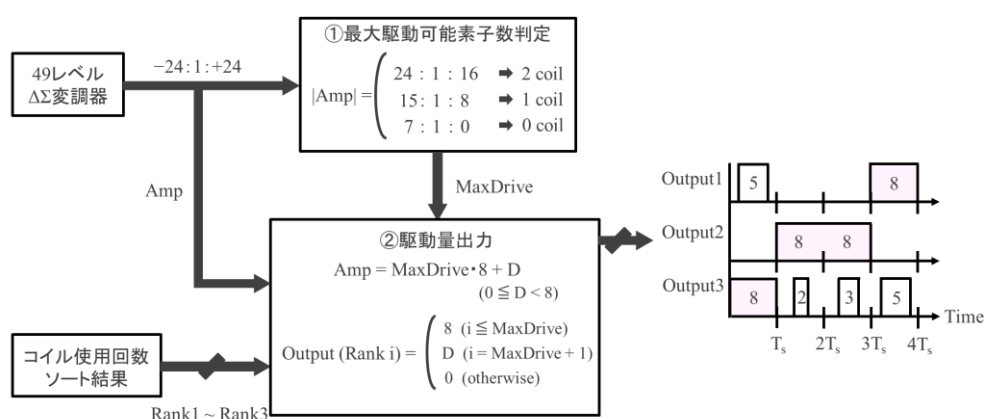 49レベル
ΔΣ変調器
−24:1:+24
①最大駆動可能素子数判定
|Amp| =
24 : 1 : 16 ➡ 2 coil
15 : 1 : 8 ➡ 1 coil
7 : 1 : 0 ➡ 0 coil
Amp
MaxDrive
②駆動量出力
Amp = MaxDrive・8 + D
(0 ≦ D < 8)
Output (Rank i) =
8 (i ≦ MaxDrive)
D (i = MaxDrive + 1)
0 (otherwise)
コイル使用回数
ソート結果
Rank1 ~ Rank3
Output1
5
8
Output2
8 8
Output3
8 2 3 5
Time
Ts 2Ts 3Ts 4Ts